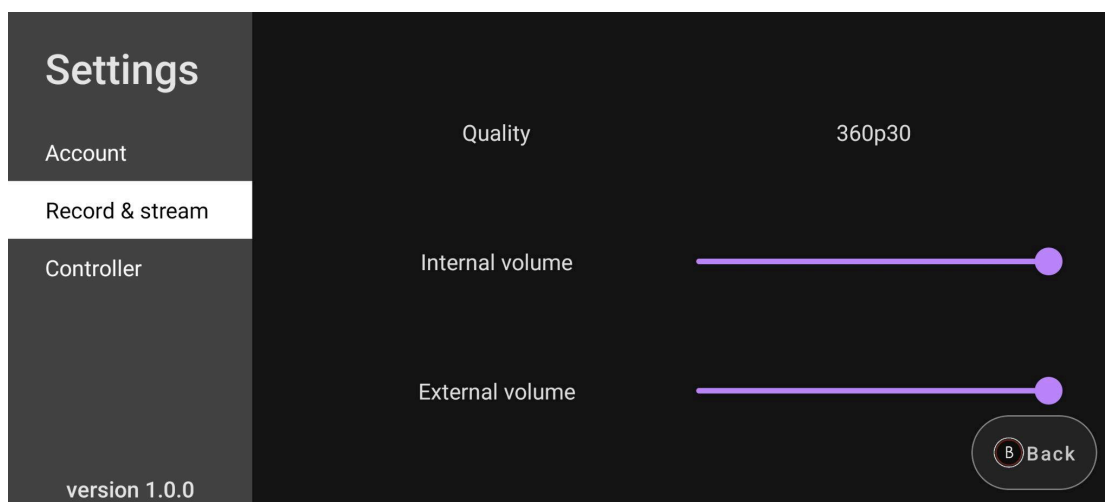 Settings
Account
Record & stream
Controller
version 1.0.0
Quality 360p30
Internal volume
External volume
B Back